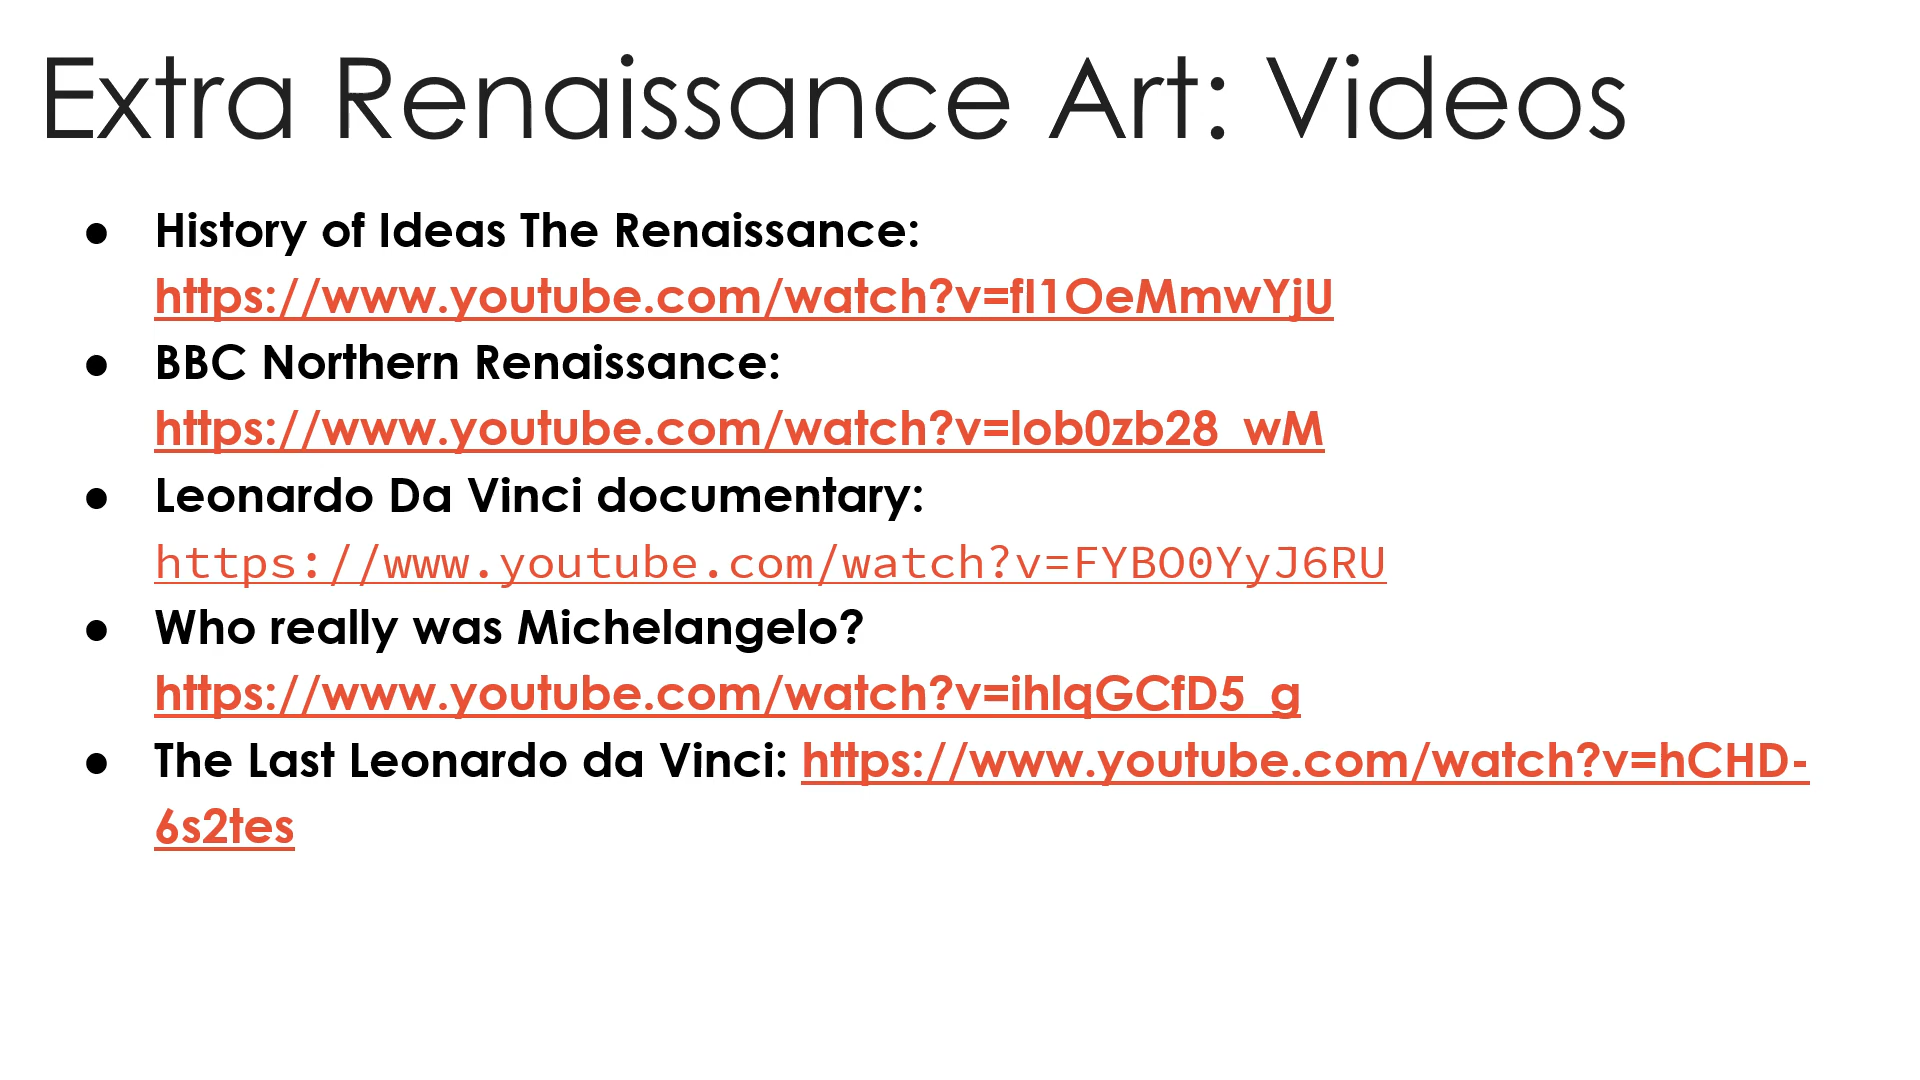 Extra Renaissance Art: Videos
● History of Ideas The Renaissance:
https://www.youtube.com/watch?v=fI1OeMmwYjU
● BBC Northern Renaissance:
https://www.youtube.com/watch?v=Iob0zb28_wM
● Leonardo Da Vinci documentary:
https://www.youtube.com/watch?v=FYBO0YyJ6RU
● Who really was Michelangelo?
https://www.youtube.com/watch?v=ihlqGCfD5_g
● The Last Leonardo da Vinci: https://www.youtube.com/watch?v=hCHD-
6s2tes